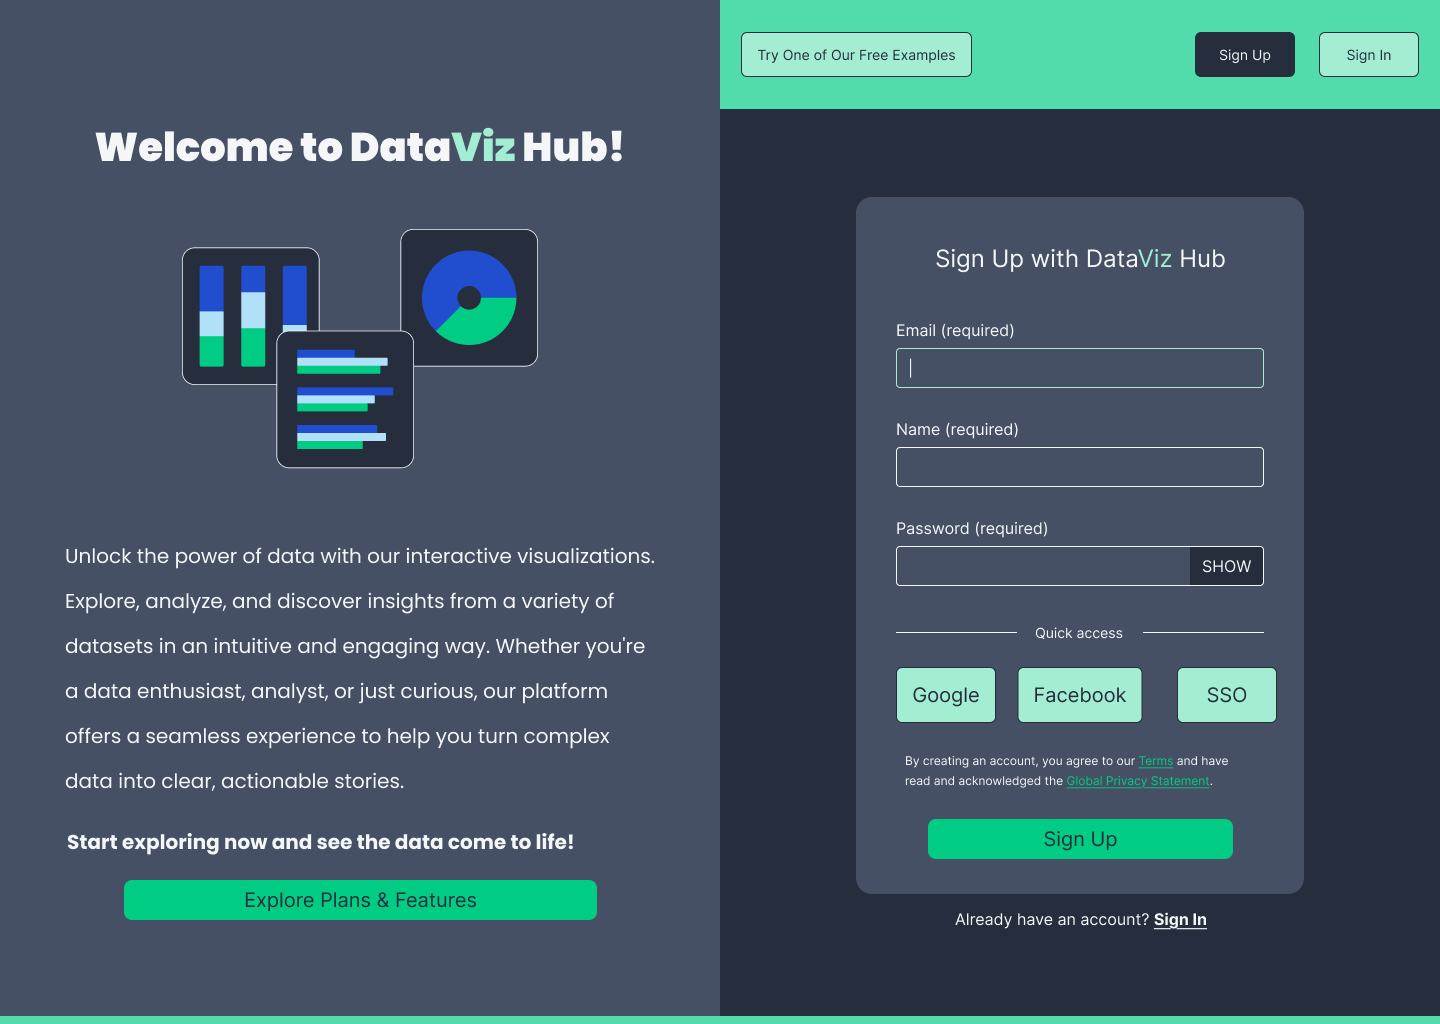 Welcome to DataViz Hub!
Unlock the power of data with our interactive visualizations.
Explore, analyze, and discover insights from a variety of
datasets in an intuitive and engaging way. Whether you're
a data enthusiast, analyst, or just curious, our platform
offers a seamless experience to help you turn complex
data into clear, actionable stories.
Start exploring now and see the data come to life!
Explore Plans & Features
Try One of Our Free Examples
Sign Up
Sign In
Sign Up with DataViz Hub
Email (required)
Name (required)
Password (required)
SHOW
Quick access
Google
Facebook
SSO
By creating an account, you agree to our Terms and have
read and acknowledged the Global Privacy Statement.
Sign Up
Already have an account? Sign In